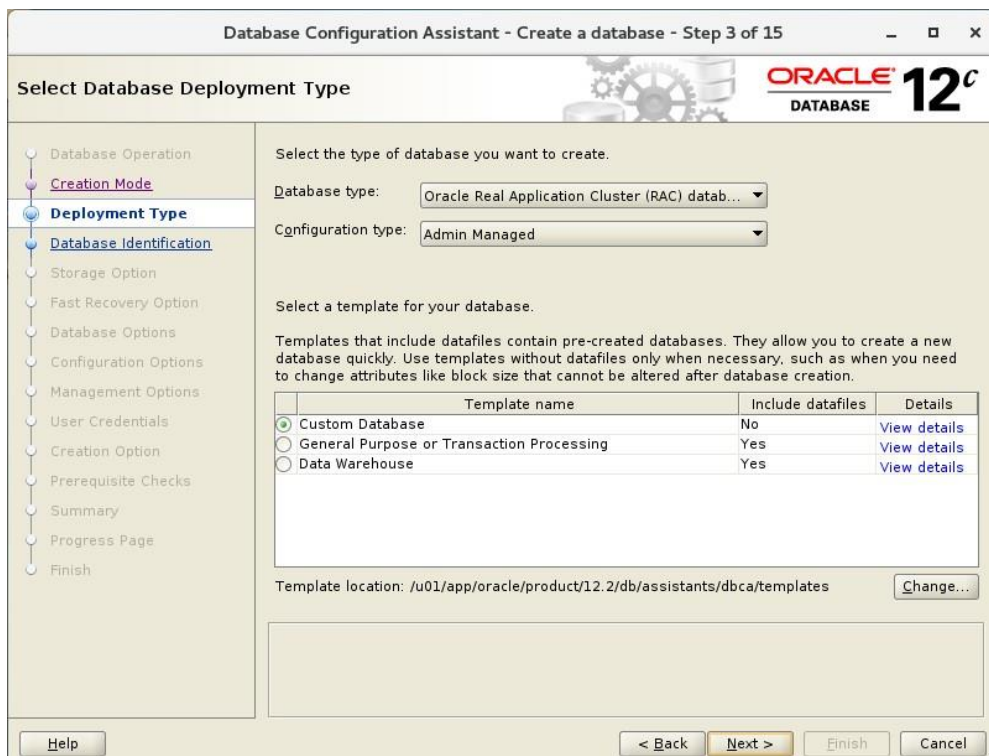 Database Configuration Assistant - Create a database - Step 3 of 15
Select Database Deployment Type
ORACLE
DATABASE
12c
Database Operation
Creation Mode
Deployment Type
Database Identification
Storage Option
Fast Recovery Option
Database Options
Configuration Options
Management Options
User Credentials
Creation Option
Prerequisite Checks
Summary
Progress Page
Finish
Select the type of database you want to create.
Database type: Oracle Real Application Cluster (RAC) datab...
Configuration type: Admin Managed
Select a template for your database.
Templates that include datafiles contain pre-created databases. They allow you to create a new
database quickly. Use templates without datafiles only when necessary, such as when you need
to change attributes like block size that cannot be altered after database creation.
Template name Include datafiles Details
Custom Database No View details
General Purpose or Transaction Processing Yes View details
Data Warehouse Yes View details
Template location: /u01/app/oracle/product/12.2/db/assistants/dbca/templates Change...
Help < Back Next > Finish Cancel